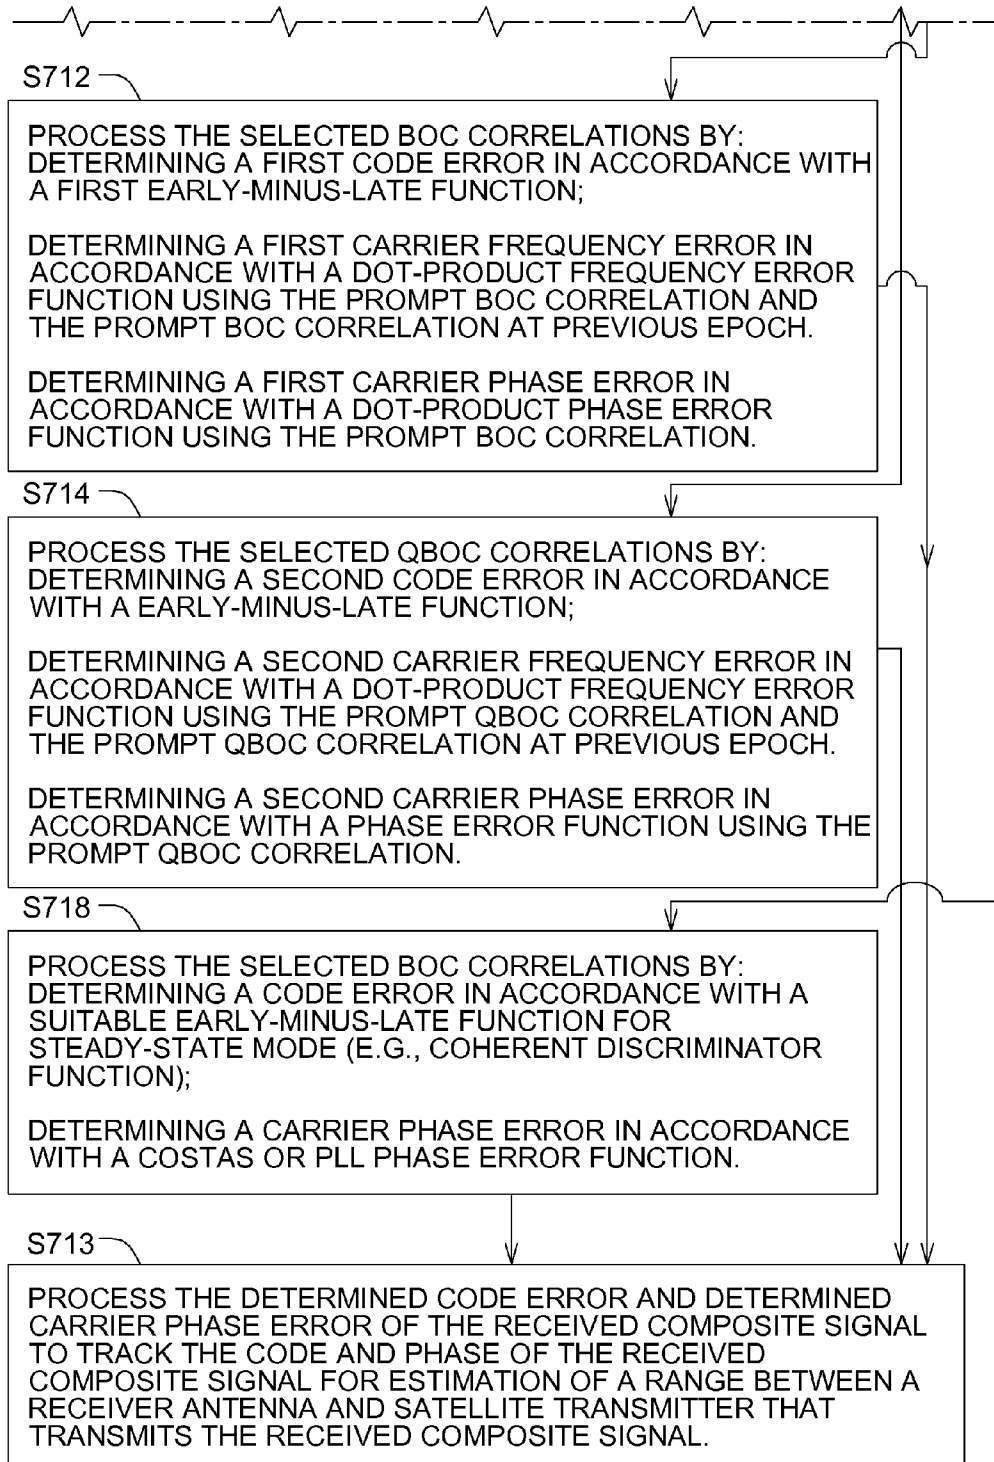 S712
PROCESS THE SELECTED BOC CORRELATIONS BY:
DETERMINING A FIRST CODE ERROR IN ACCORDANCE WITH
A FIRST EARLY-MINUS-LATE FUNCTION;
DETERMINING A FIRST CARRIER FREQUENCY ERROR IN
ACCORDANCE WITH A DOT-PRODUCT FREQUENCY ERROR
FUNCTION USING THE PROMPT BOC CORRELATION AND
THE PROMPT BOC CORRELATION AT PREVIOUS EPOCH.
DETERMINING A FIRST CARRIER PHASE ERROR IN
ACCORDANCE WITH A DOT-PRODUCT PHASE ERROR
FUNCTION USING THE PROMPT BOC CORRELATION.
S714
PROCESS THE SELECTED QBOC CORRELATIONS BY:
DETERMINING A SECOND CODE ERROR IN ACCORDANCE
WITH A EARLY-MINUS-LATE FUNCTION;
DETERMINING A SECOND CARRIER FREQUENCY ERROR IN
ACCORDANCE WITH A DOT-PRODUCT FREQUENCY ERROR
FUNCTION USING THE PROMPT QBOC CORRELATION AND
THE PROMPT QBOC CORRELATION AT PREVIOUS EPOCH.
DETERMINING A SECOND CARRIER PHASE ERROR IN
ACCORDANCE WITH A PHASE ERROR FUNCTION USING THE
PROMPT QBOC CORRELATION.
S718
PROCESS THE SELECTED BOC CORRELATIONS BY:
DETERMINING A CODE ERROR IN ACCORDANCE WITH A
SUITABLE EARLY-MINUS-LATE FUNCTION FOR
STEADY-STATE MODE (E.G., COHERENT DISCRIMINATOR
FUNCTION);
DETERMINING A CARRIER PHASE ERROR IN ACCORDANCE
WITH A COSTAS OR PLL PHASE ERROR FUNCTION.
S713
PROCESS THE DETERMINED CODE ERROR AND DETERMINED
CARRIER PHASE ERROR OF THE RECEIVED COMPOSITE SIGNAL
TO TRACK THE CODE AND PHASE OF THE RECEIVED
COMPOSITE SIGNAL FOR ESTIMATION OF A RANGE BETWEEN A
RECEIVER ANTENNA AND SATELLITE TRANSMITTER THAT
TRANSMITS THE RECEIVED COMPOSITE SIGNAL.